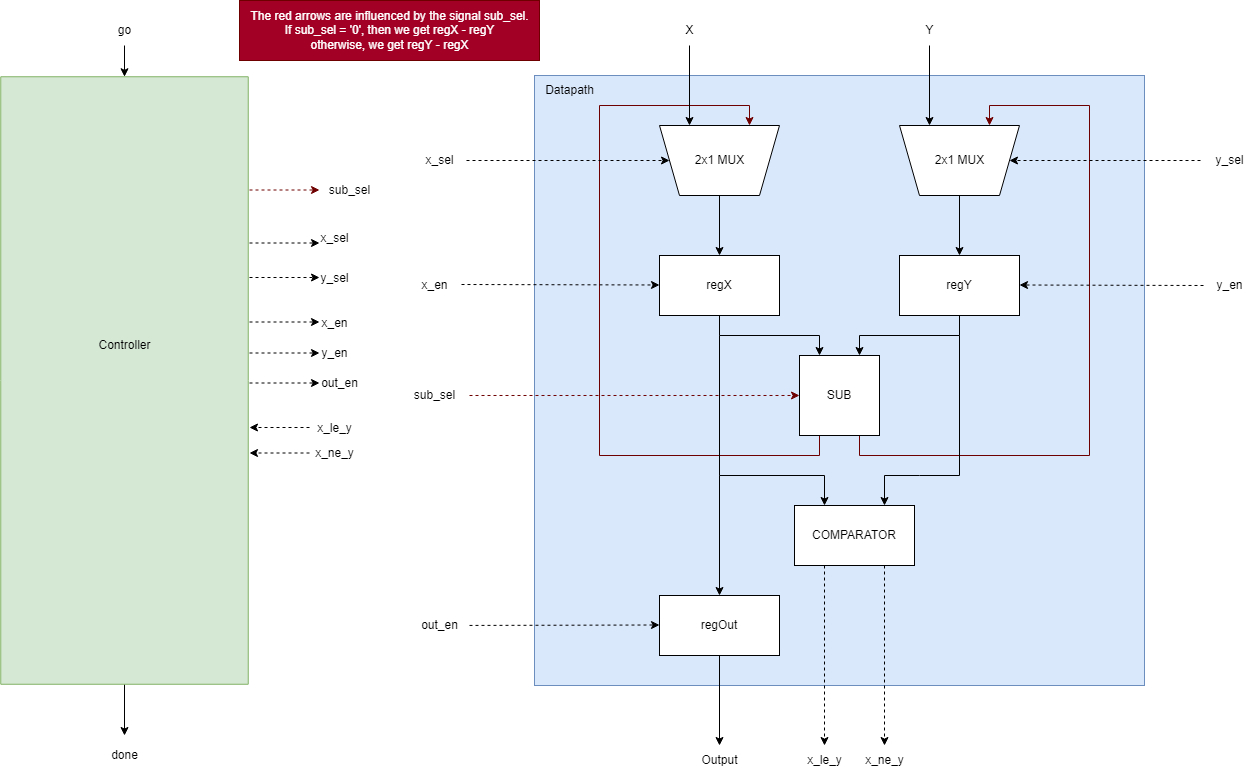 The red arrows are influenced by the signal sub_sel.
If sub_sel = '0', then we get regX - regY
otherwise, we get regY - regX
go
X
Y
Datapath
2x1 MUX
2x1 MUX
x_sel
y_sel
sub_sel
x_sel
y_sel
x_en
y_en
out_en
x_le_y
x_ne_y
Controller
x_en
regX
regY
y_en
sub_sel
SUB
COMPARATOR
out_en
regOut
done
Output
x_le_y
x_ne_y